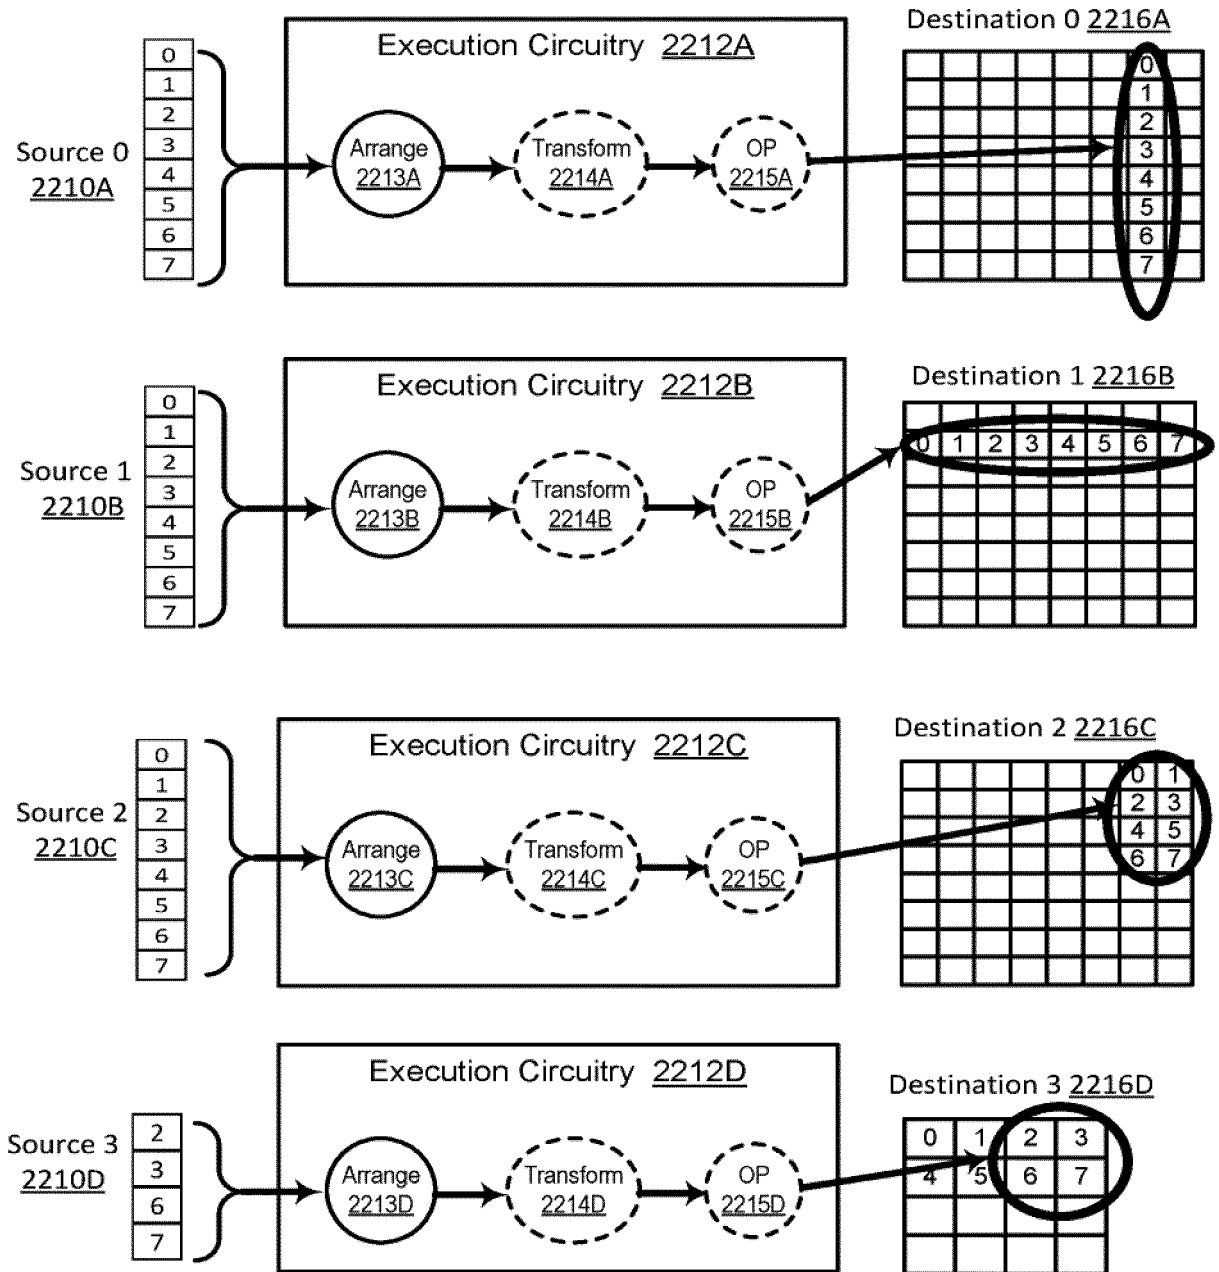 Destination 0 2216A
Execution Circuitry 2212A
Source 0
2210A
0
1
2
3
4
5
6
7
Arrange
2213A
Transform
2214A
OP
2215A
0
1
2
3
4
5
6
7
Destination 1 2216B
Execution Circuitry 2212B
Source 1
2210B
0
1
2
3
4
5
6
7
Arrange
2213B
Transform
2214B
OP
2215B
0 1 2 3 4 5 6 7
Destination 2 2216C
Execution Circuitry 2212C
Source 2
2210C
0
1
2
3
4
5
6
7
Arrange
2213C
Transform
2214C
OP
2215C
0 1
2 3
4 5
6 7
Execution Circuitry 2212D
Destination 3 2216D
Source 3
2210D
2
3
6
7
Arrange
2213D
Transform
2214D
OP
2215D
0 1 2 3
4 5 6 7